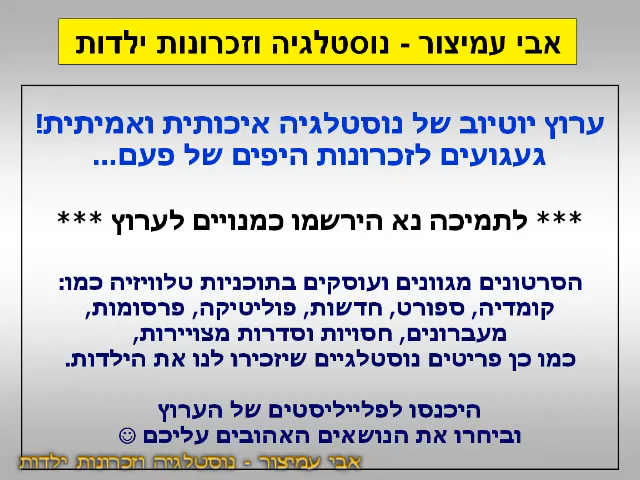 אבי עמיצור - נוסטלגיה וזכרונות ילדות
ערוץ יוטיוב של נוסטלגיה איכותית ואמיתית!
געגועים לזכרונות היפים של פעם...
*** לתמיכה נא הירשמו כמנויים לערוץ ***
הסרטונים מגוונים ועוסקים בתוכניות טלוויזיה כמו:
קומדיה, ספורט, חדשות, פוליטיקה, פרסומות,
מעברונים, חסויות וסדרות מצויירות,
כמו כן פריטים נוסטלגיים שיזכירו לנו את הילדות.
היכנסו לפלייליסטים של הערוץ
וביחרו את הנושאים האהובים עליכם ☺
אבי עמיצור - נוסטלגיה וזכרונות ילדות